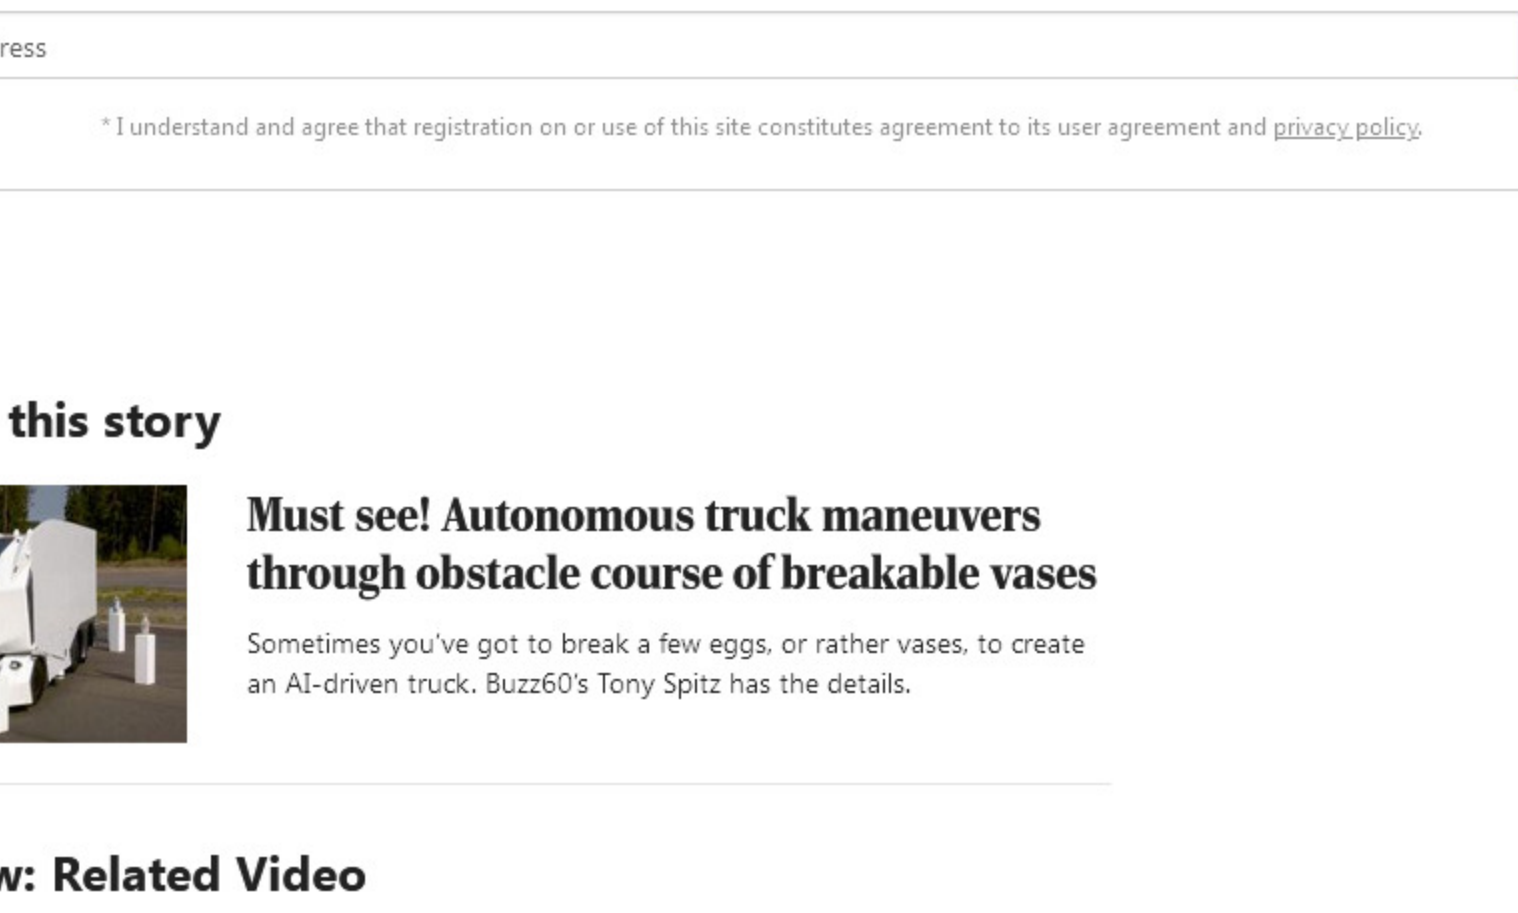 ress
* I understand and agree that registration on or use of this site constitutes agreement to its user agreement and privacy policy.
this story
Must see! Autonomous truck maneuvers
through obstacle course of breakable vases
Sometimes you've got to break a few eggs, or rather vases, to create
an AI-driven truck. Buzz60's Tony Spitz has the details.
w: Related Video